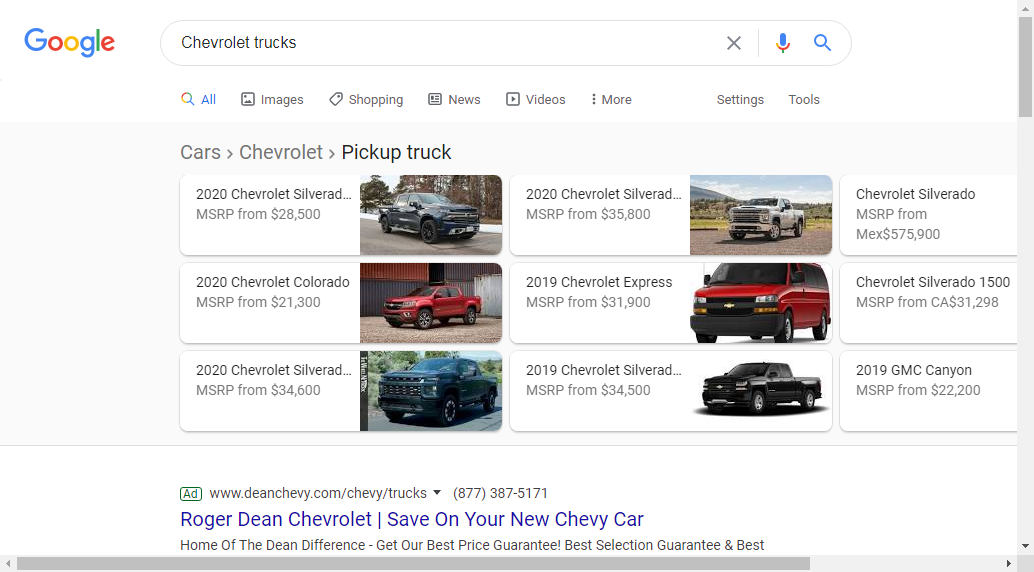 Google
Chevrolet trucks
All Images Shopping News Videos More Settings Tools
Cars › Chevrolet › Pickup truck
2020 Chevrolet Silverad...
MSRP from $28,500
2020 Chevrolet Silverad...
MSRP from $35,800
Chevrolet Silverado
MSRP from
Mex$575,900
2020 Chevrolet Colorado
MSRP from $21,300
2019 Chevrolet Express
MSRP from $31,900
Chevrolet Silverado 1500
MSRP from CA$31,298
2020 Chevrolet Silverad...
MSRP from $34,600
2019 Chevrolet Silverad...
MSRP from $34,500
2019 GMC Canyon
MSRP from $22,200
Ad www.deanchevy.com/chevy/trucks (877) 387-5171
Roger Dean Chevrolet | Save On Your New Chevy Car
Home Of The Dean Difference - Get Our Best Price Guarantee! Best Selection Guarantee & Best